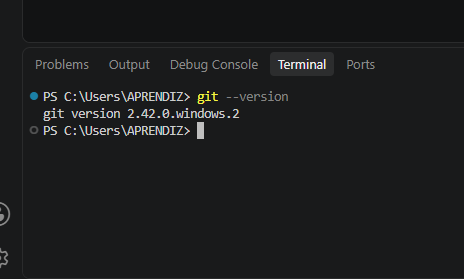 Problems Output Debug Console Terminal Ports
PS C:\Users\APRENDIZ> git --version
git version 2.42.0.windows.2
PS C:\Users\APRENDIZ>